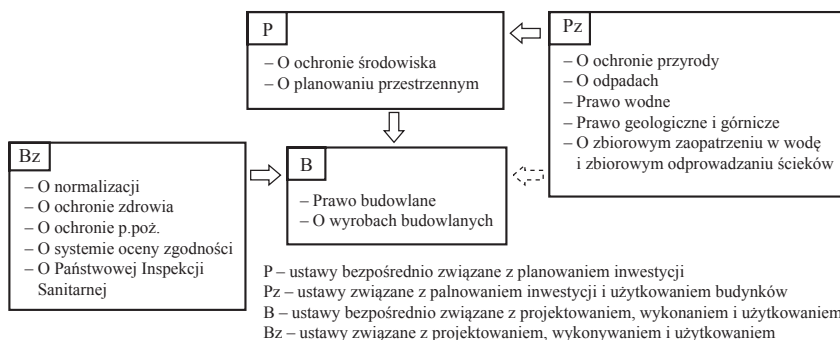 P
– O ochronie środowiska
– O planowaniu przestrzennym
Pz
– O ochronie przyrody
– O odpadach
– Prawo wodne
– Prawo geologiczne i górnicze
– O zbiorowym zaopatrzeniu w wodę
i zbiorowym odprowadzaniu ścieków
Bz
– O normalizacji
– O ochronie zdrowia
– O ochronie p.poż.
– O systemie oceny zgodności
– O Państwowej Inspekcji
Sanitarnej
B
– Prawo budowlane
– O wyrobach budowlanych
P – ustawy bezpośrednio związane z planowaniem inwestycji
Pz – ustawy związane z palnowaniem inwestycji i użytkowaniem budynków
B – ustawy bezpośrednio związane z projektowaniem, wykonaniem i użytkowaniem
Bz – ustawy związane z projektowaniem, wykonywaniem i użytkowaniem